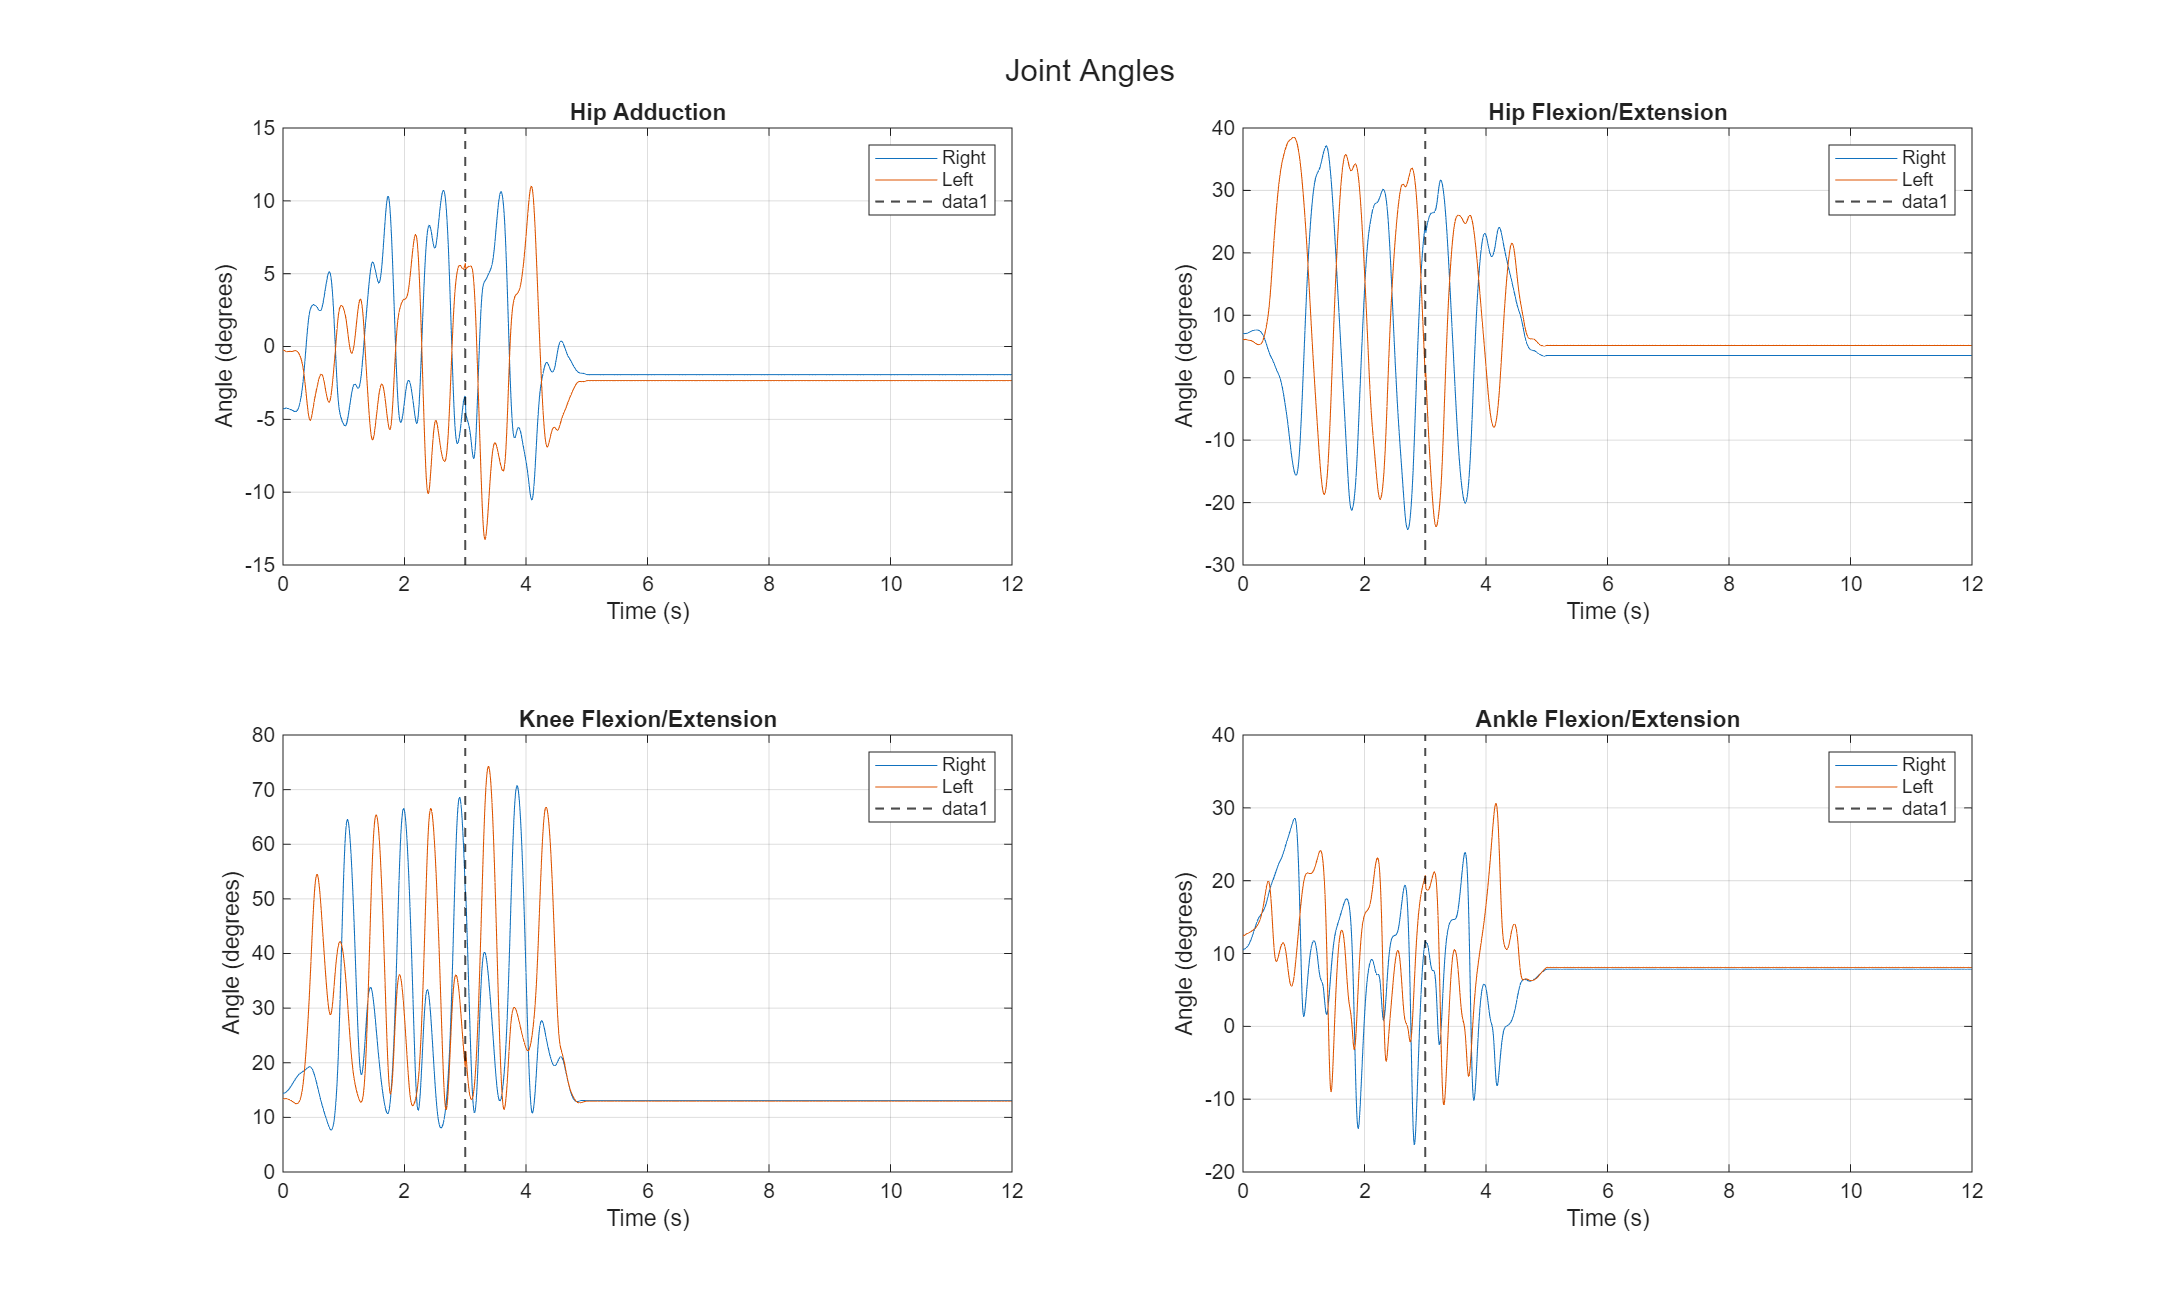 Joint Angles
Hip Adduction
15
10
5
0
-5
-10
-15
Angle (degrees)
0 2 4 6 8 10 12
Time (s)
Right
Left
data1
Hip Flexion/Extension
40
30
20
10
0
-10
-20
-30
Angle (degrees)
0 2 4 6 8 10 12
Time (s)
Right
Left
data1
Knee Flexion/Extension
80
70
60
50
40
30
20
10
0
Angle (degrees)
0 2 4 6 8 10 12
Time (s)
Right
Left
data1
Ankle Flexion/Extension
40
30
20
10
0
-10
-20
Angle (degrees)
0 2 4 6 8 10 12
Time (s)
Right
Left
data1